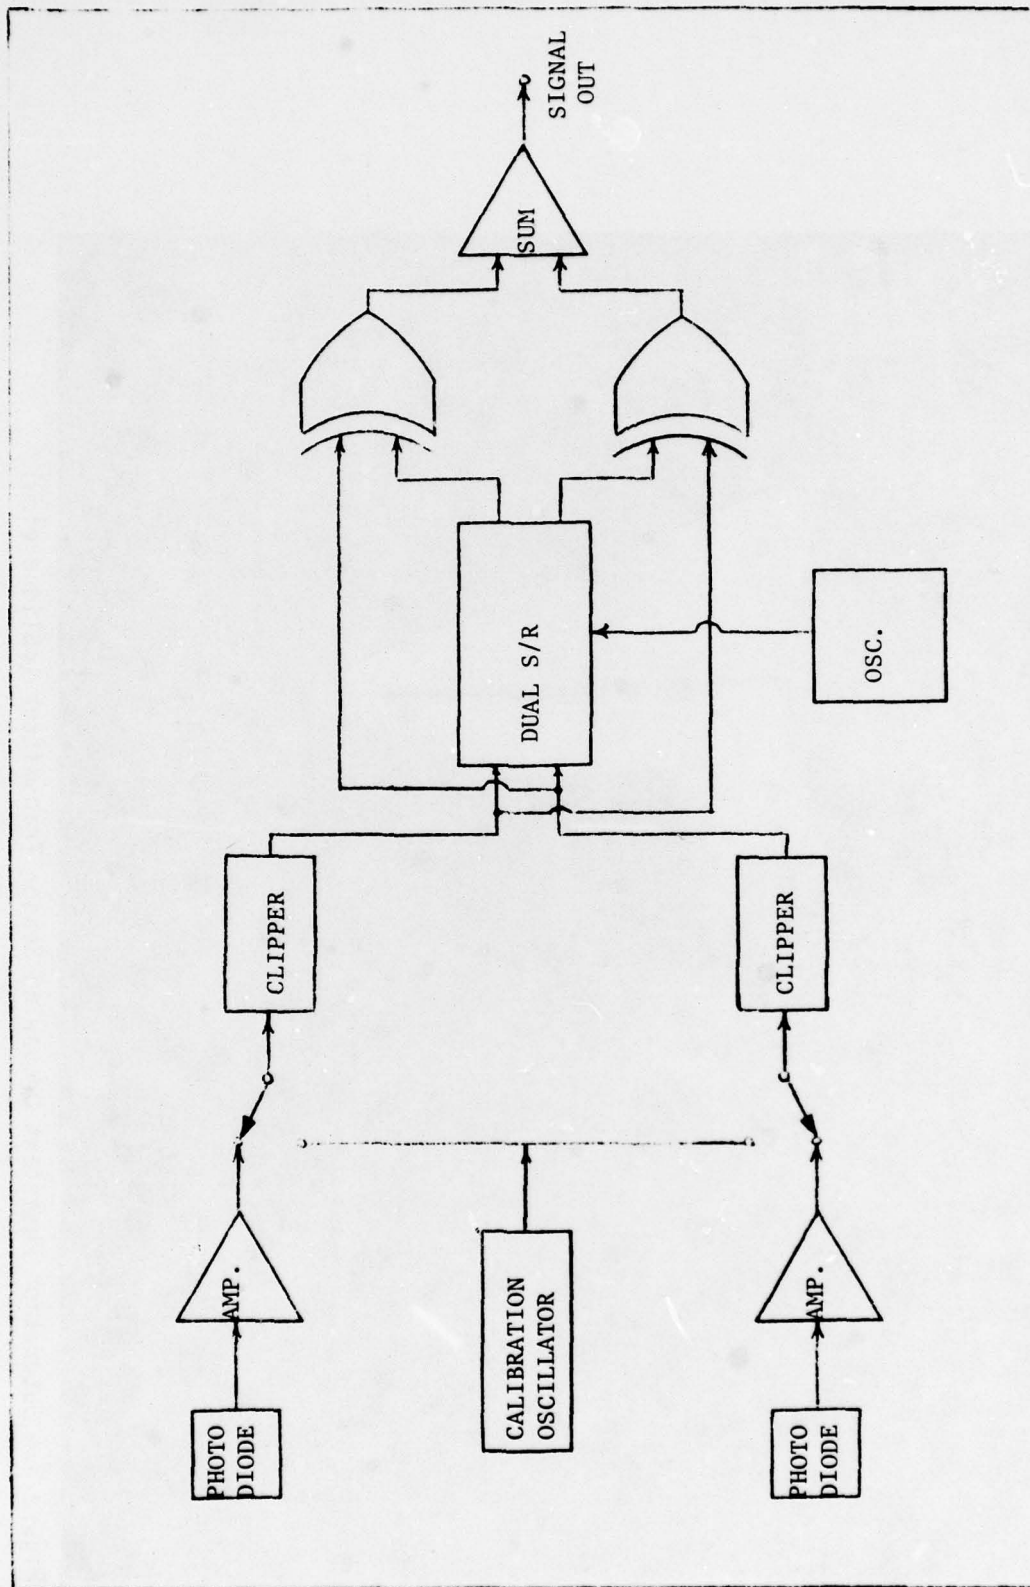 PHOTO
DIODE
AMP.
CLIPPER
CALIBRATION
OSCILLATOR
PHOTO
DIODE
AMP.
CLIPPER
DUAL S/R
OSC.
SUM
SIGNAL
OUT